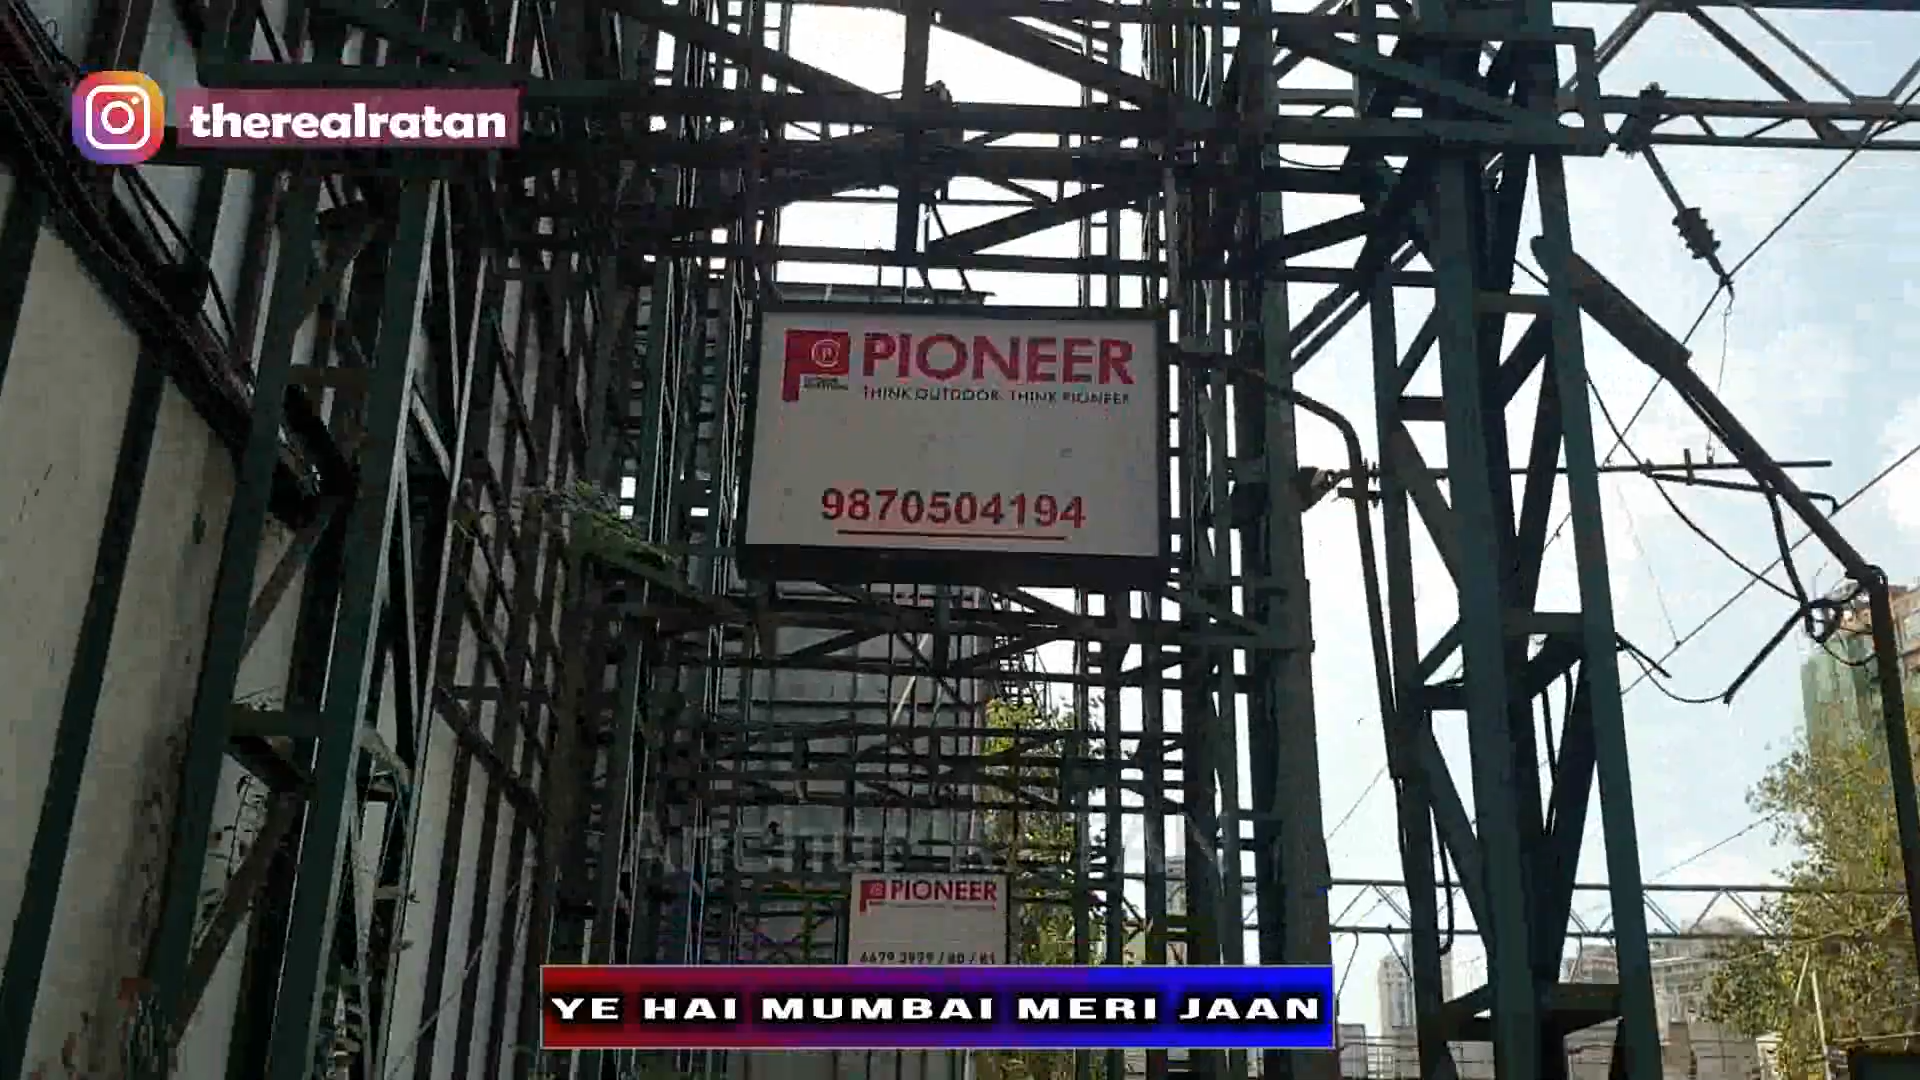 therealratan
PIONEER
THINK OUTDOOR. THINK PIONEER
9870504194
PIONEER
YE HAI MUMBAI MERI JAAN